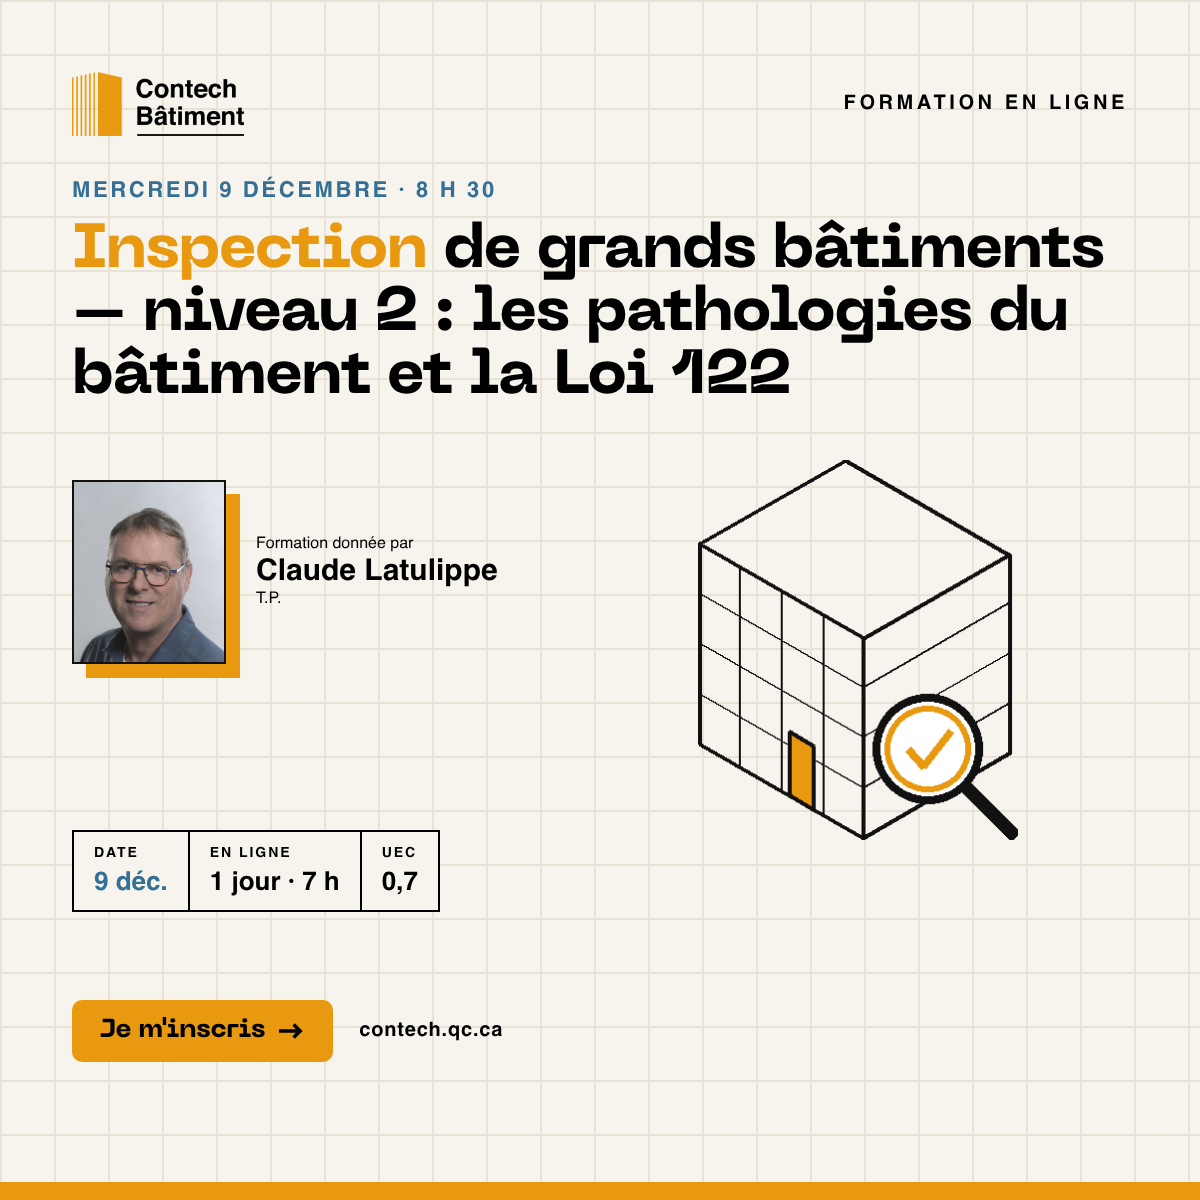 Contech
Bâtiment
FORMATION EN LIGNE
MERCREDI 9 DÉCEMBRE · 8 H 30
Inspection de grands bâtiments
– niveau 2 : les pathologies du
bâtiment et la Loi 122
Formation donnée par
Claude Latulippe
T.P.
DATE
9 déc.
EN LIGNE
1 jour · 7 h
UEC
0,7
Je m'inscris →
contech.qc.ca